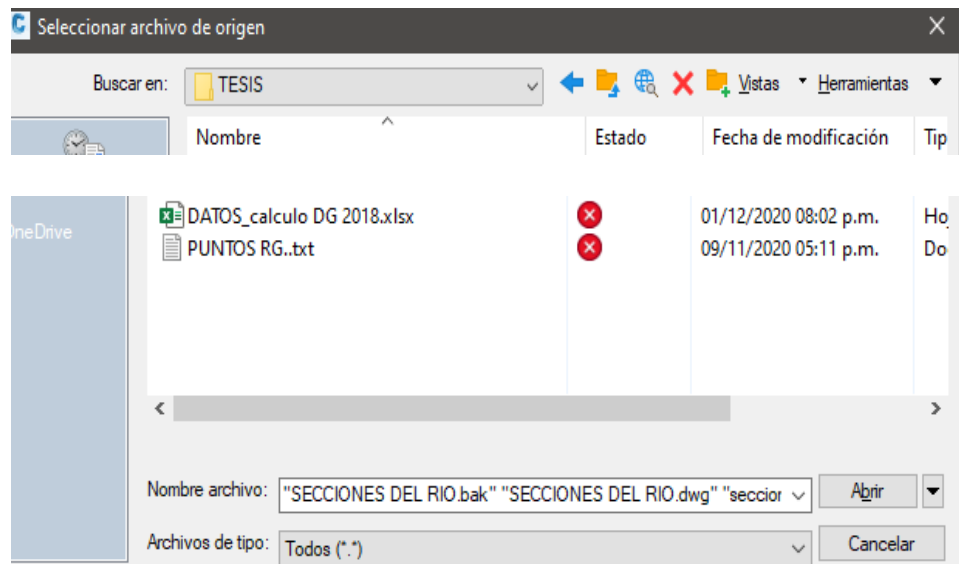 Seleccionar archivo de origen
Buscar en: TESIS Vistas Herramientas
Nombre Estado Fecha de modificación Tip
DATOS_calculo DG 2018.xlsx 01/12/2020 08:02 p.m. Hoj
OneDrive
PUNTOS RG..txt 09/11/2020 05:11 p.m. Do
Nombre archivo: "SECCIONES DEL RIO.bak" "SECCIONES DEL RIO.dwg" "seccior Abrir
Archivos de tipo: Todos (*.*) Cancelar